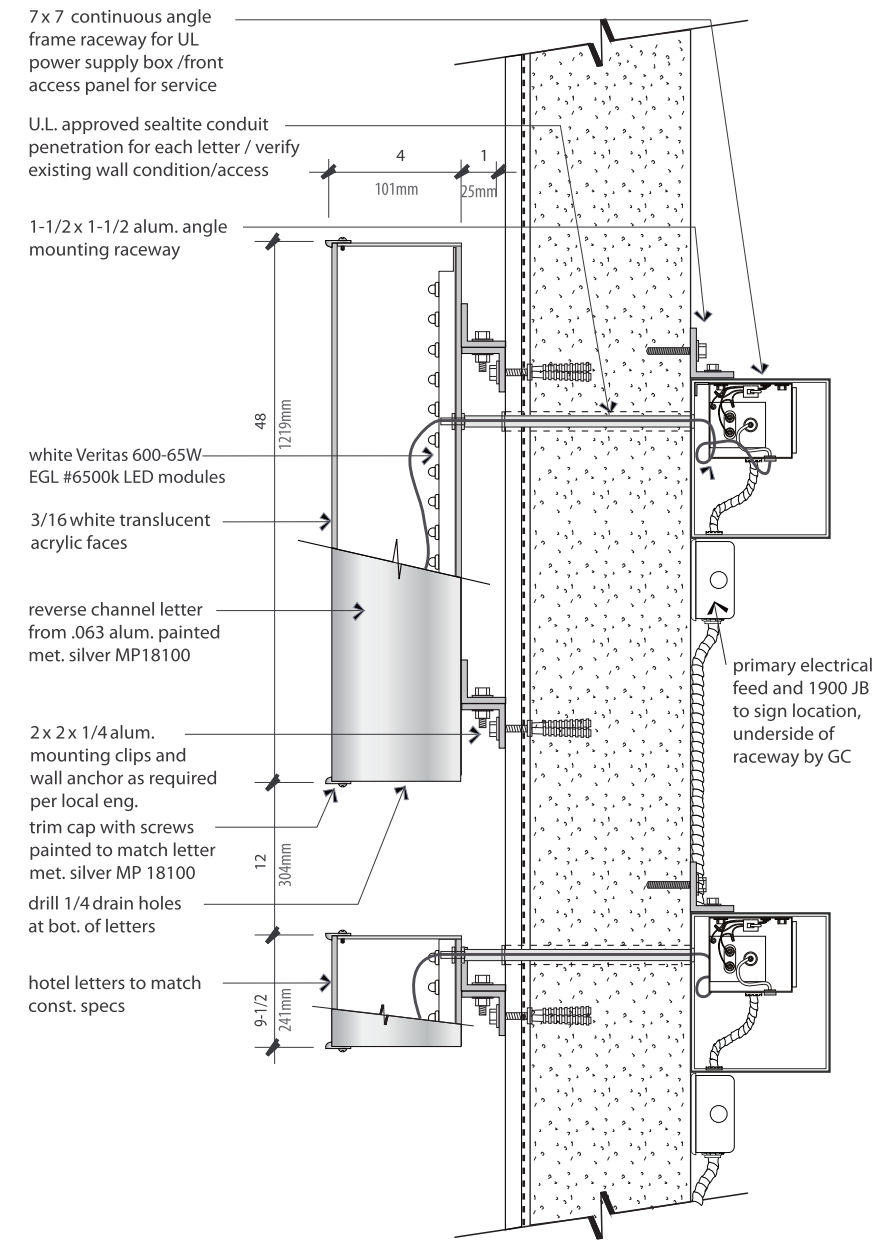 7 x 7 continuous angle
frame raceway for UL
power supply box /front
access panel for service
U.L. approved sealtite conduit
penetration for each letter / verify
existing wall condition/access
4
1
101mm
25mm
1-1/2 x 1-1/2 alum. angle
mounting raceway
48
1219mm
white Veritas 600-65W
EGL #6500k LED modules
3/16 white translucent
acrylic faces
reverse channel letter
from .063 alum. painted
met. silver MP18100
primary electrical
feed and 1900 JB
to sign location,
underside of
raceway by GC
2 x 2 x 1/4 alum.
mounting clips and
wall anchor as required
per local eng.
trim cap with screws
painted to match letter
met. silver MP 18100
12
304mm
drill 1/4 drain holes
at bot. of letters
hotel letters to match
const. specs
9-1/2
241mm